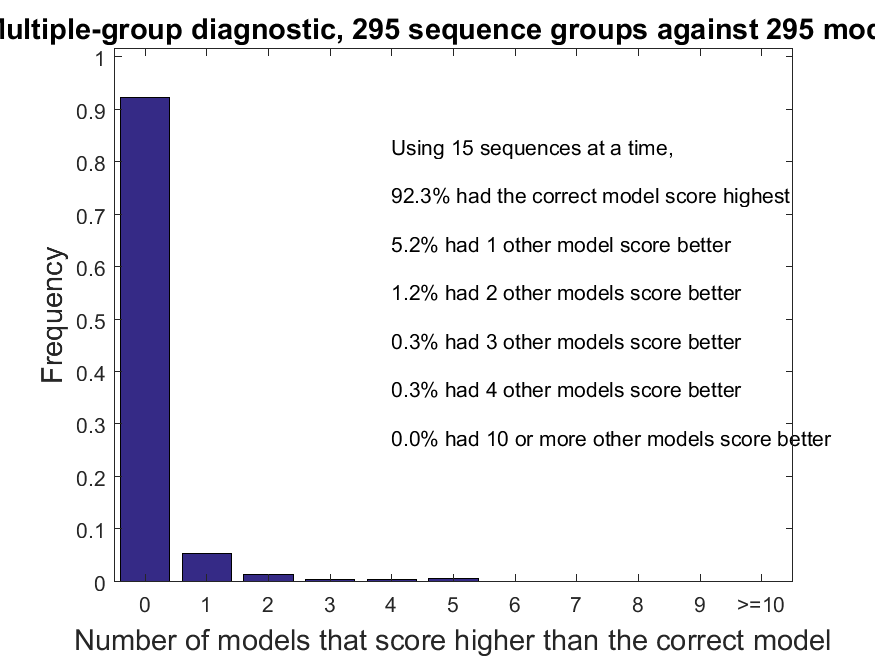 ultiple-group diagnostic, 295 sequence groups against 295 mod
1
0.9
0.8
0.7
0.6
0.5
0.4
0.3
0.2
0.1
0
Frequency
Using 15 sequences at a time,
92.3% had the correct model score highest
5.2% had 1 other model score better
1.2% had 2 other models score better
0.3% had 3 other models score better
0.3% had 4 other models score better
0.0% had 10 or more other models score better
0 1 2 3 4 5 6 7 8 9 >=10
Number of models that score higher than the correct model